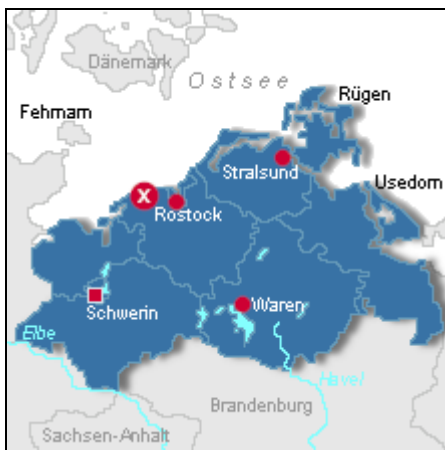 Dänemark
Ostsee
Rügen
Fehmarn
Stralsund
Usedom
X
Rostock
Schwerin
Waren
Elbe
Havel
Brandenburg
Sachsen-Anhalt